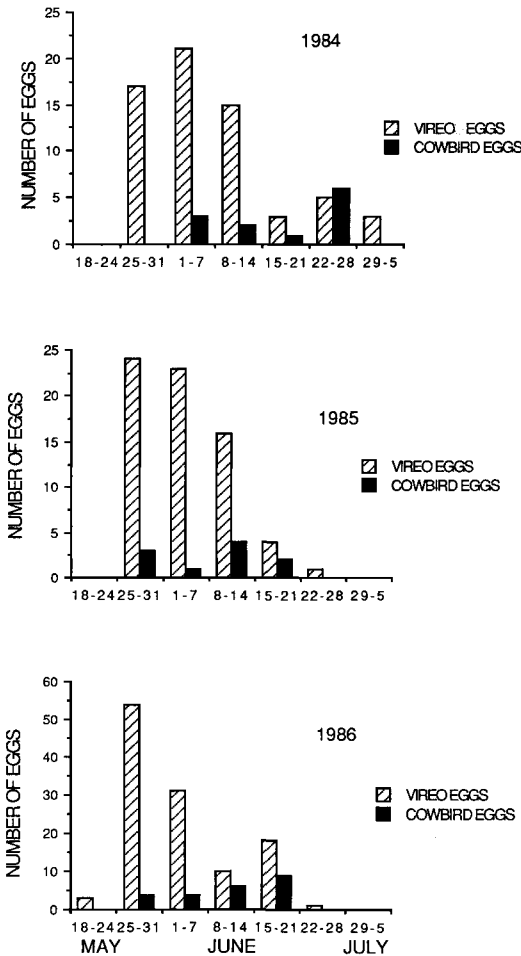 25
1984
20
NUMBER OF EGGS
15
VIREO EGGS
COWBIRD EGGS
10
5
0
18-24 25-31 1-7 8-14 15-21 22-28 29-5
25
20
1985
NUMBER OF EGGS
15
VIREO EGGS
COWBIRD EGGS
10
5
0
18-24 25-31 1-7 8-14 15-21 22-28 29-5
60
50
1986
NUMBER OF EGGS
40
VIREO EGGS
COWBIRD EGGS
30
20
10
0
18-24 25-31 1-7 8-14 15-21 22-28 29-5
MAY JUNE JULY